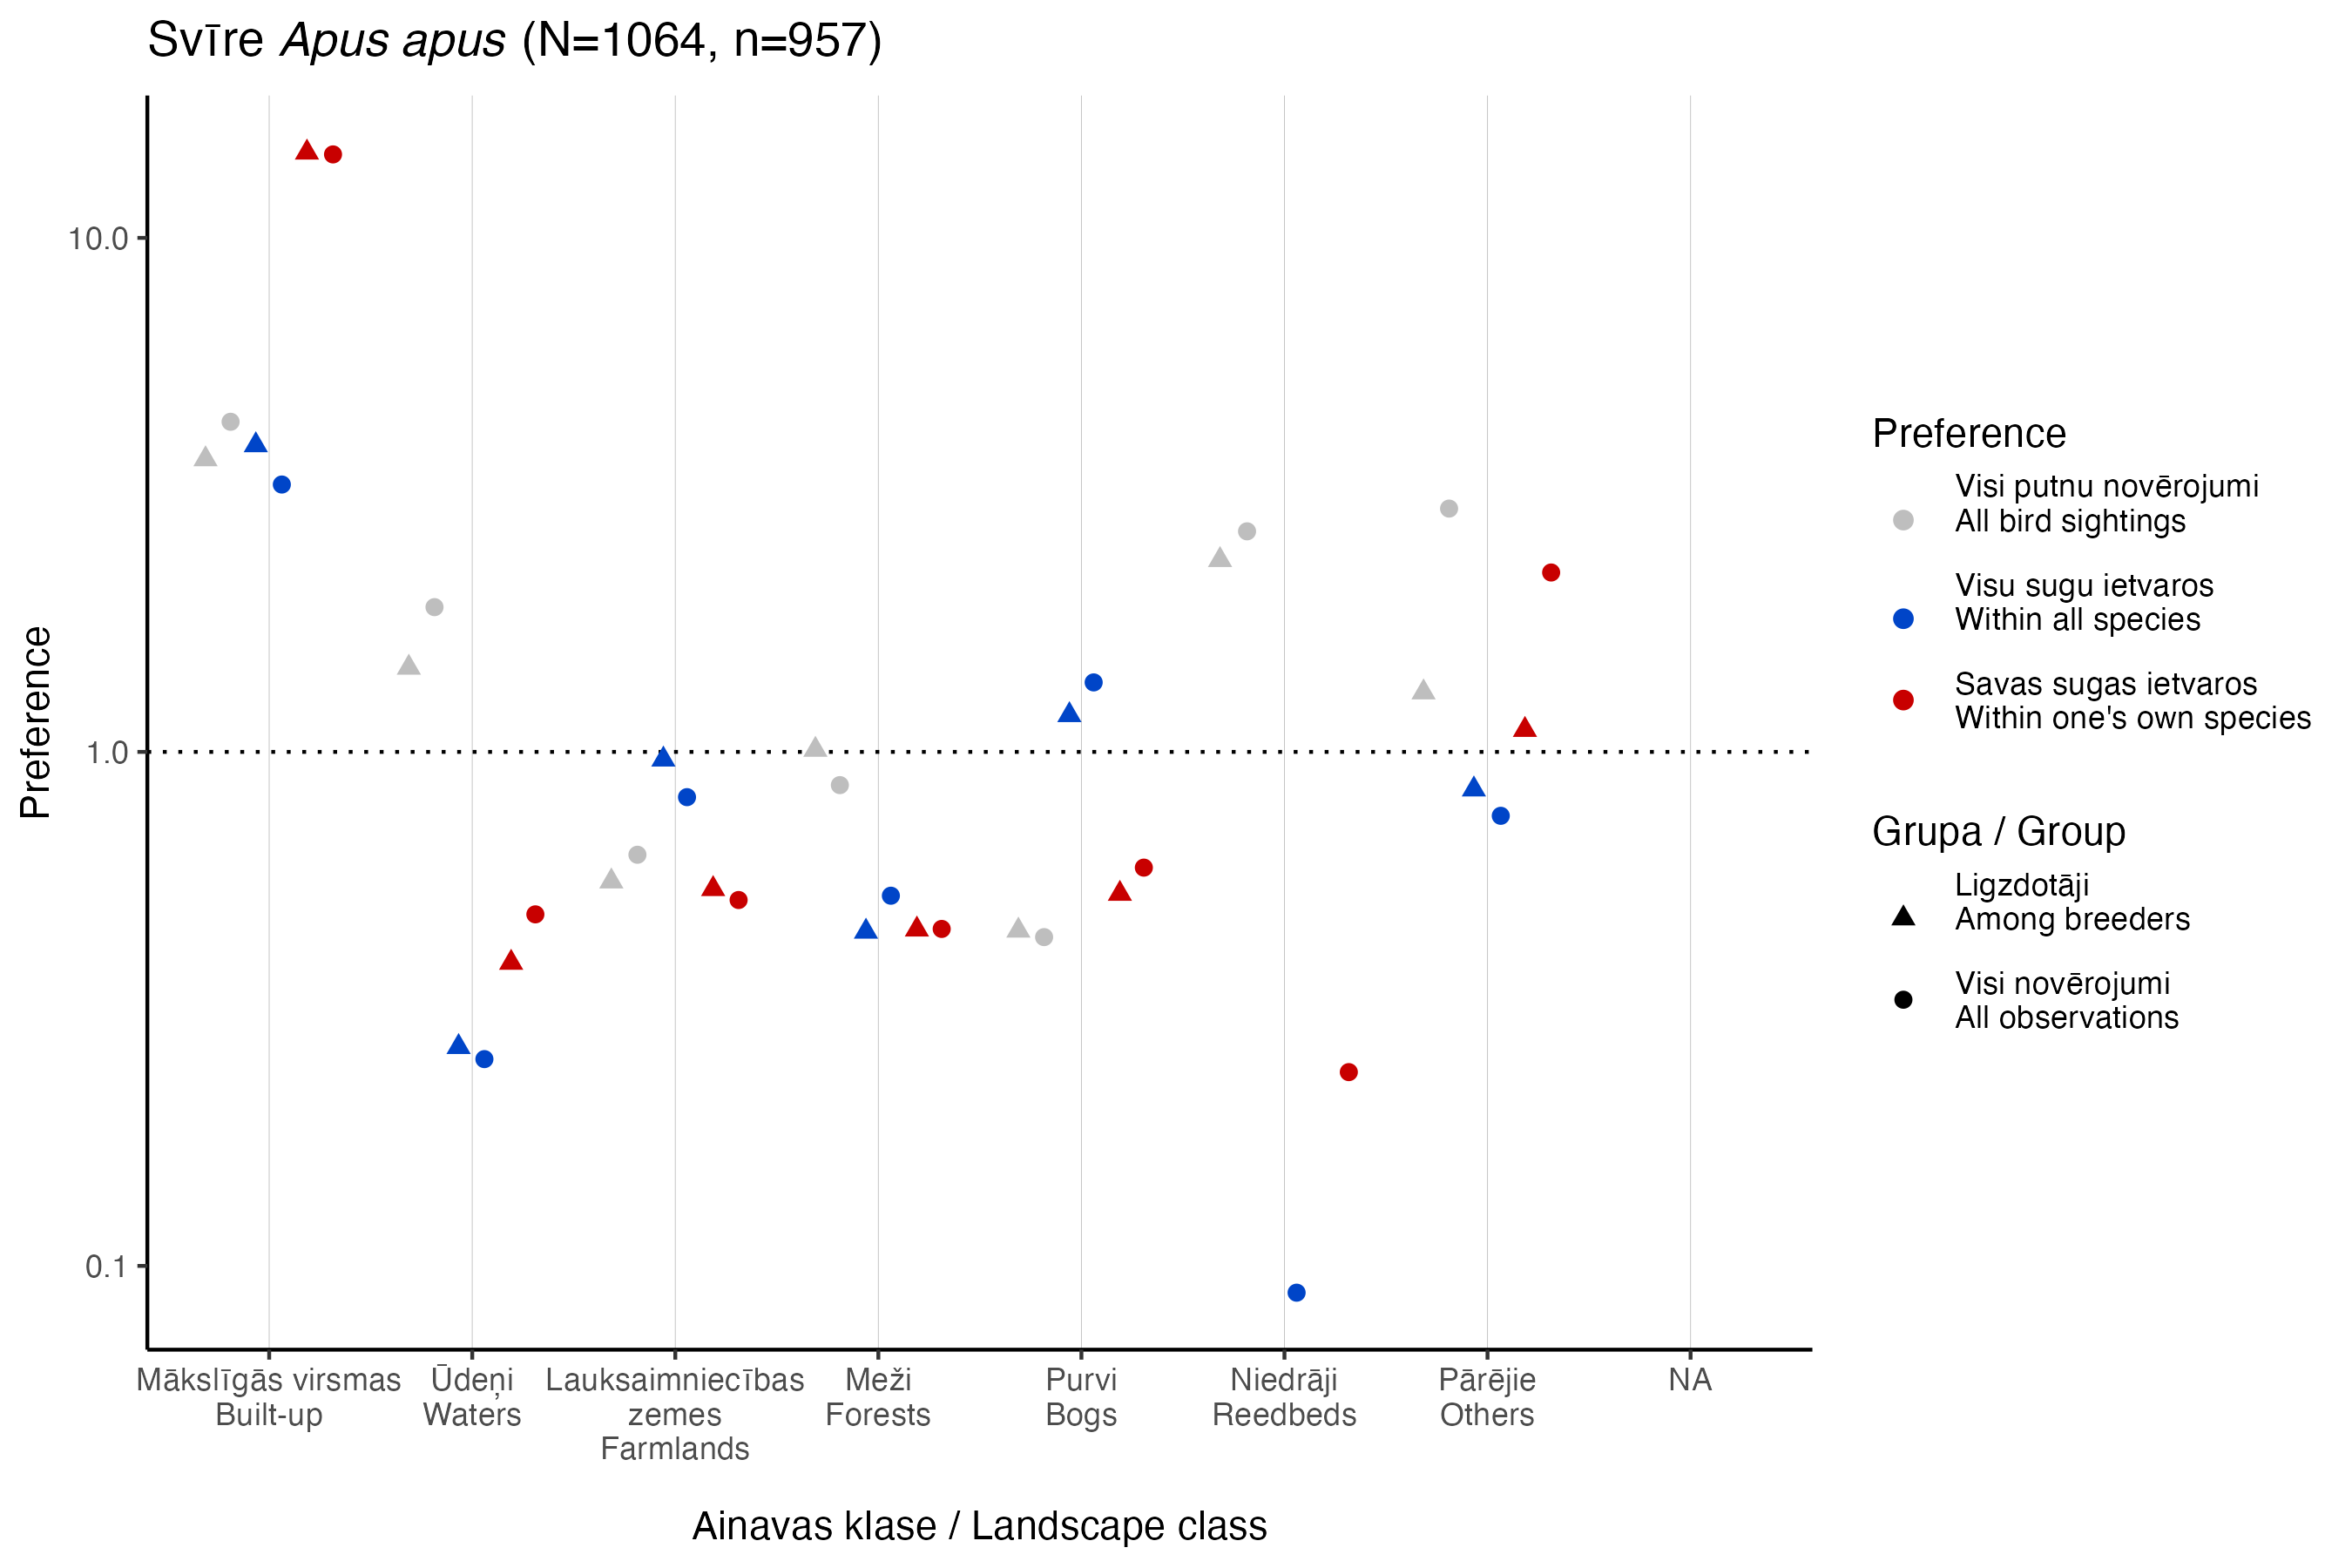 Svīre Apus apus (N=1064, n=957)
Preference
10.0
1.0
0.1
Mākslīgās virsmas
Built-up
Ūdeņi
Waters
Lauksaimniecības
zemes
Farmlands
Meži
Forests
Purvi
Bogs
Niedrāji
Reedbeds
Pārējie
Others
NA
Ainavas klase / Landscape class
Preference
Visi putnu novērojumi
All bird sightings
Visu sugu ietvaros
Within all species
Savas sugas ietvaros
Within one's own species
Grupa / Group
Ligzdotāji
Among breeders
Visi novērojumi
All observations